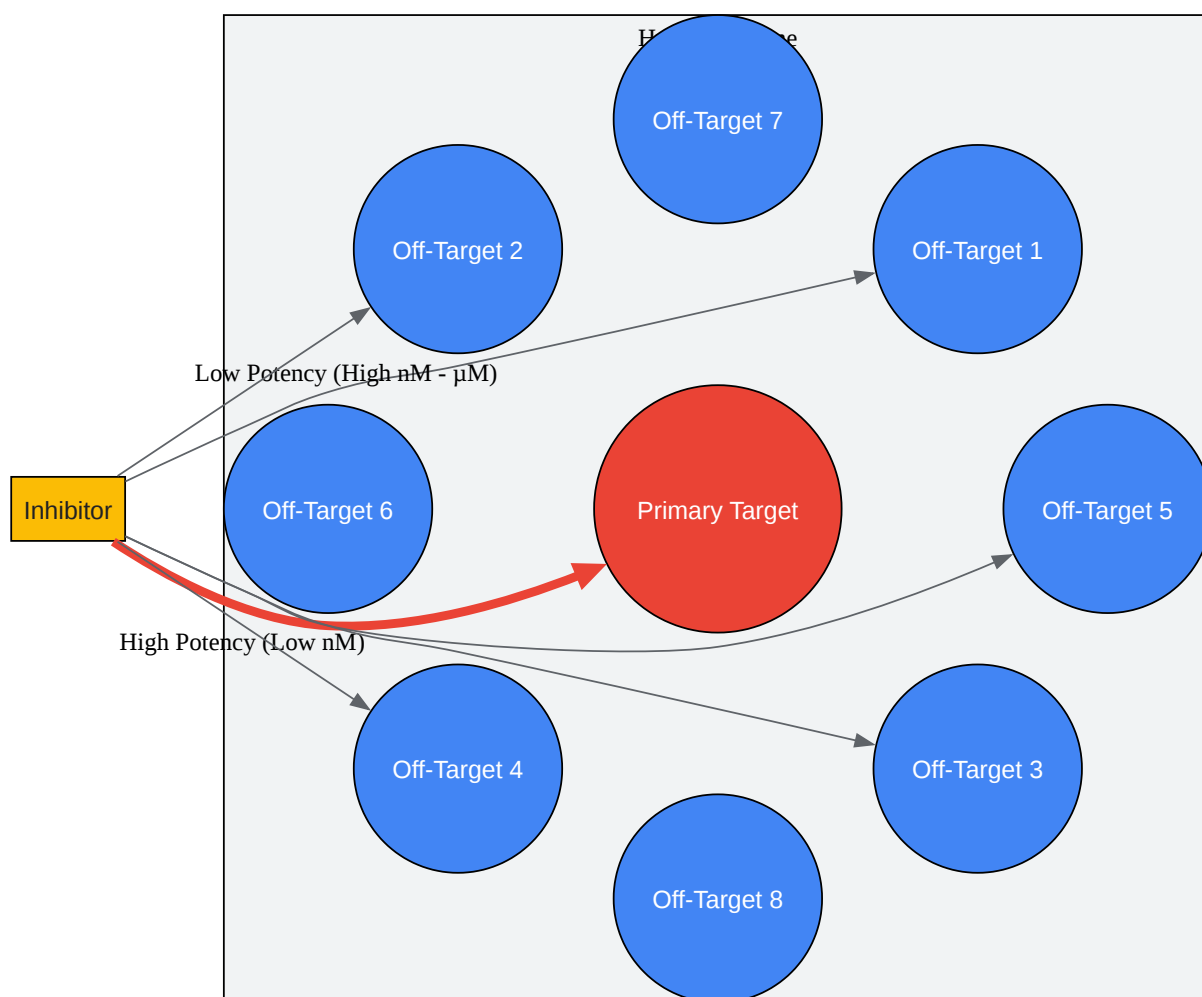 Off-Target 7
Off-Target 2
Off-Target 1
Low Potency (High nM - µM)
Inhibitor
Off-Target 6
Primary Target
Off-Target 5
High Potency (Low nM)
Off-Target 4
Off-Target 3
Off-Target 8